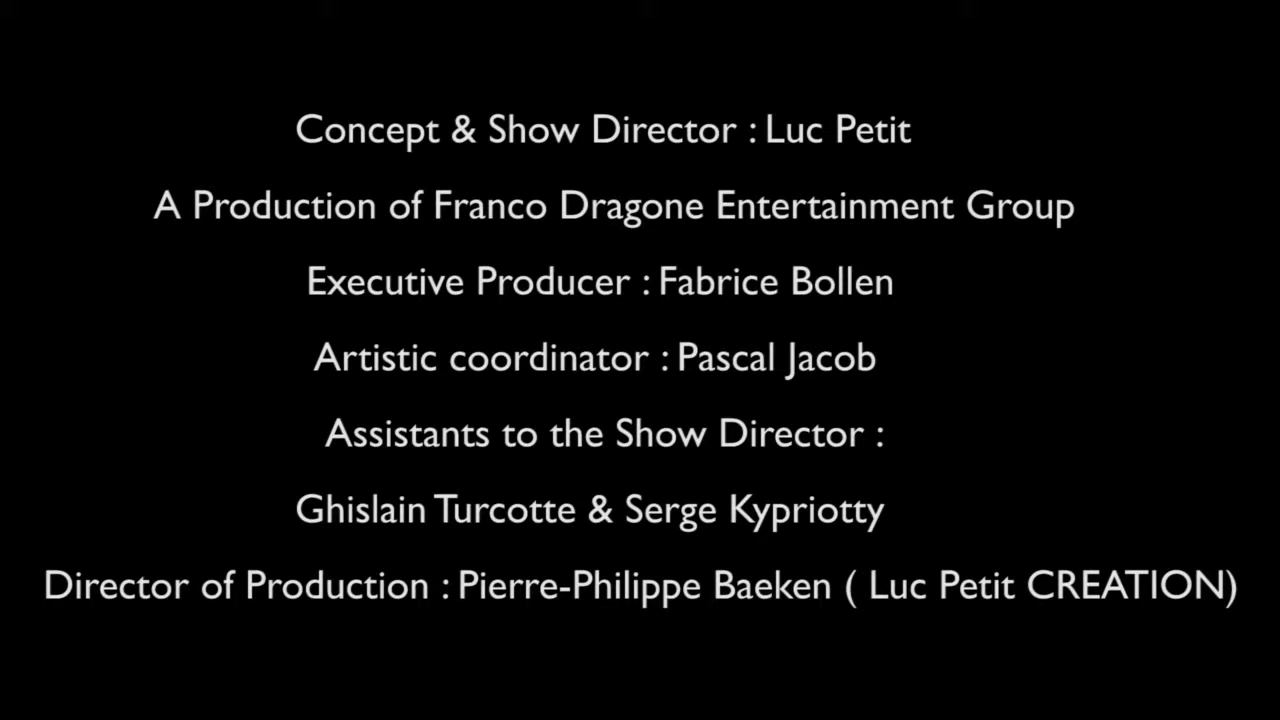 Concept & Show Director : Luc Petit
A Production of Franco Dragone Entertainment Group
Executive Producer : Fabrice Bollen
Artistic coordinator : Pascal Jacob
Assistants to the Show Director :
Ghislain Turcotte & Serge Kypriotty
Director of Production : Pierre-Philippe Baeken ( Luc Petit CREATION)